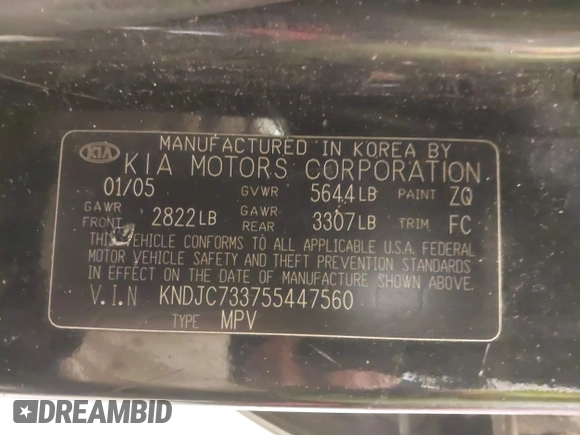 MANUFACTURED IN KOREA BY
KIA KIA MOTORS CORPORATION
01/05 GVWR 5644LB PAINT ZQ
GAWR FRONT 2822LB GAWR REAR 3307LB TRIM FC
THIS VEHICLE CONFORMS TO ALL APPLICABLE U.S.A. FEDERAL
MOTOR VEHICLE SAFETY AND THEFT PREVENTION STANDARDS
IN EFFECT ON THE DATE OF MANUFACTURE SHOWN ABOVE.
V.I.N KNDJC733755447560
TYPE MPV
DREAMBID